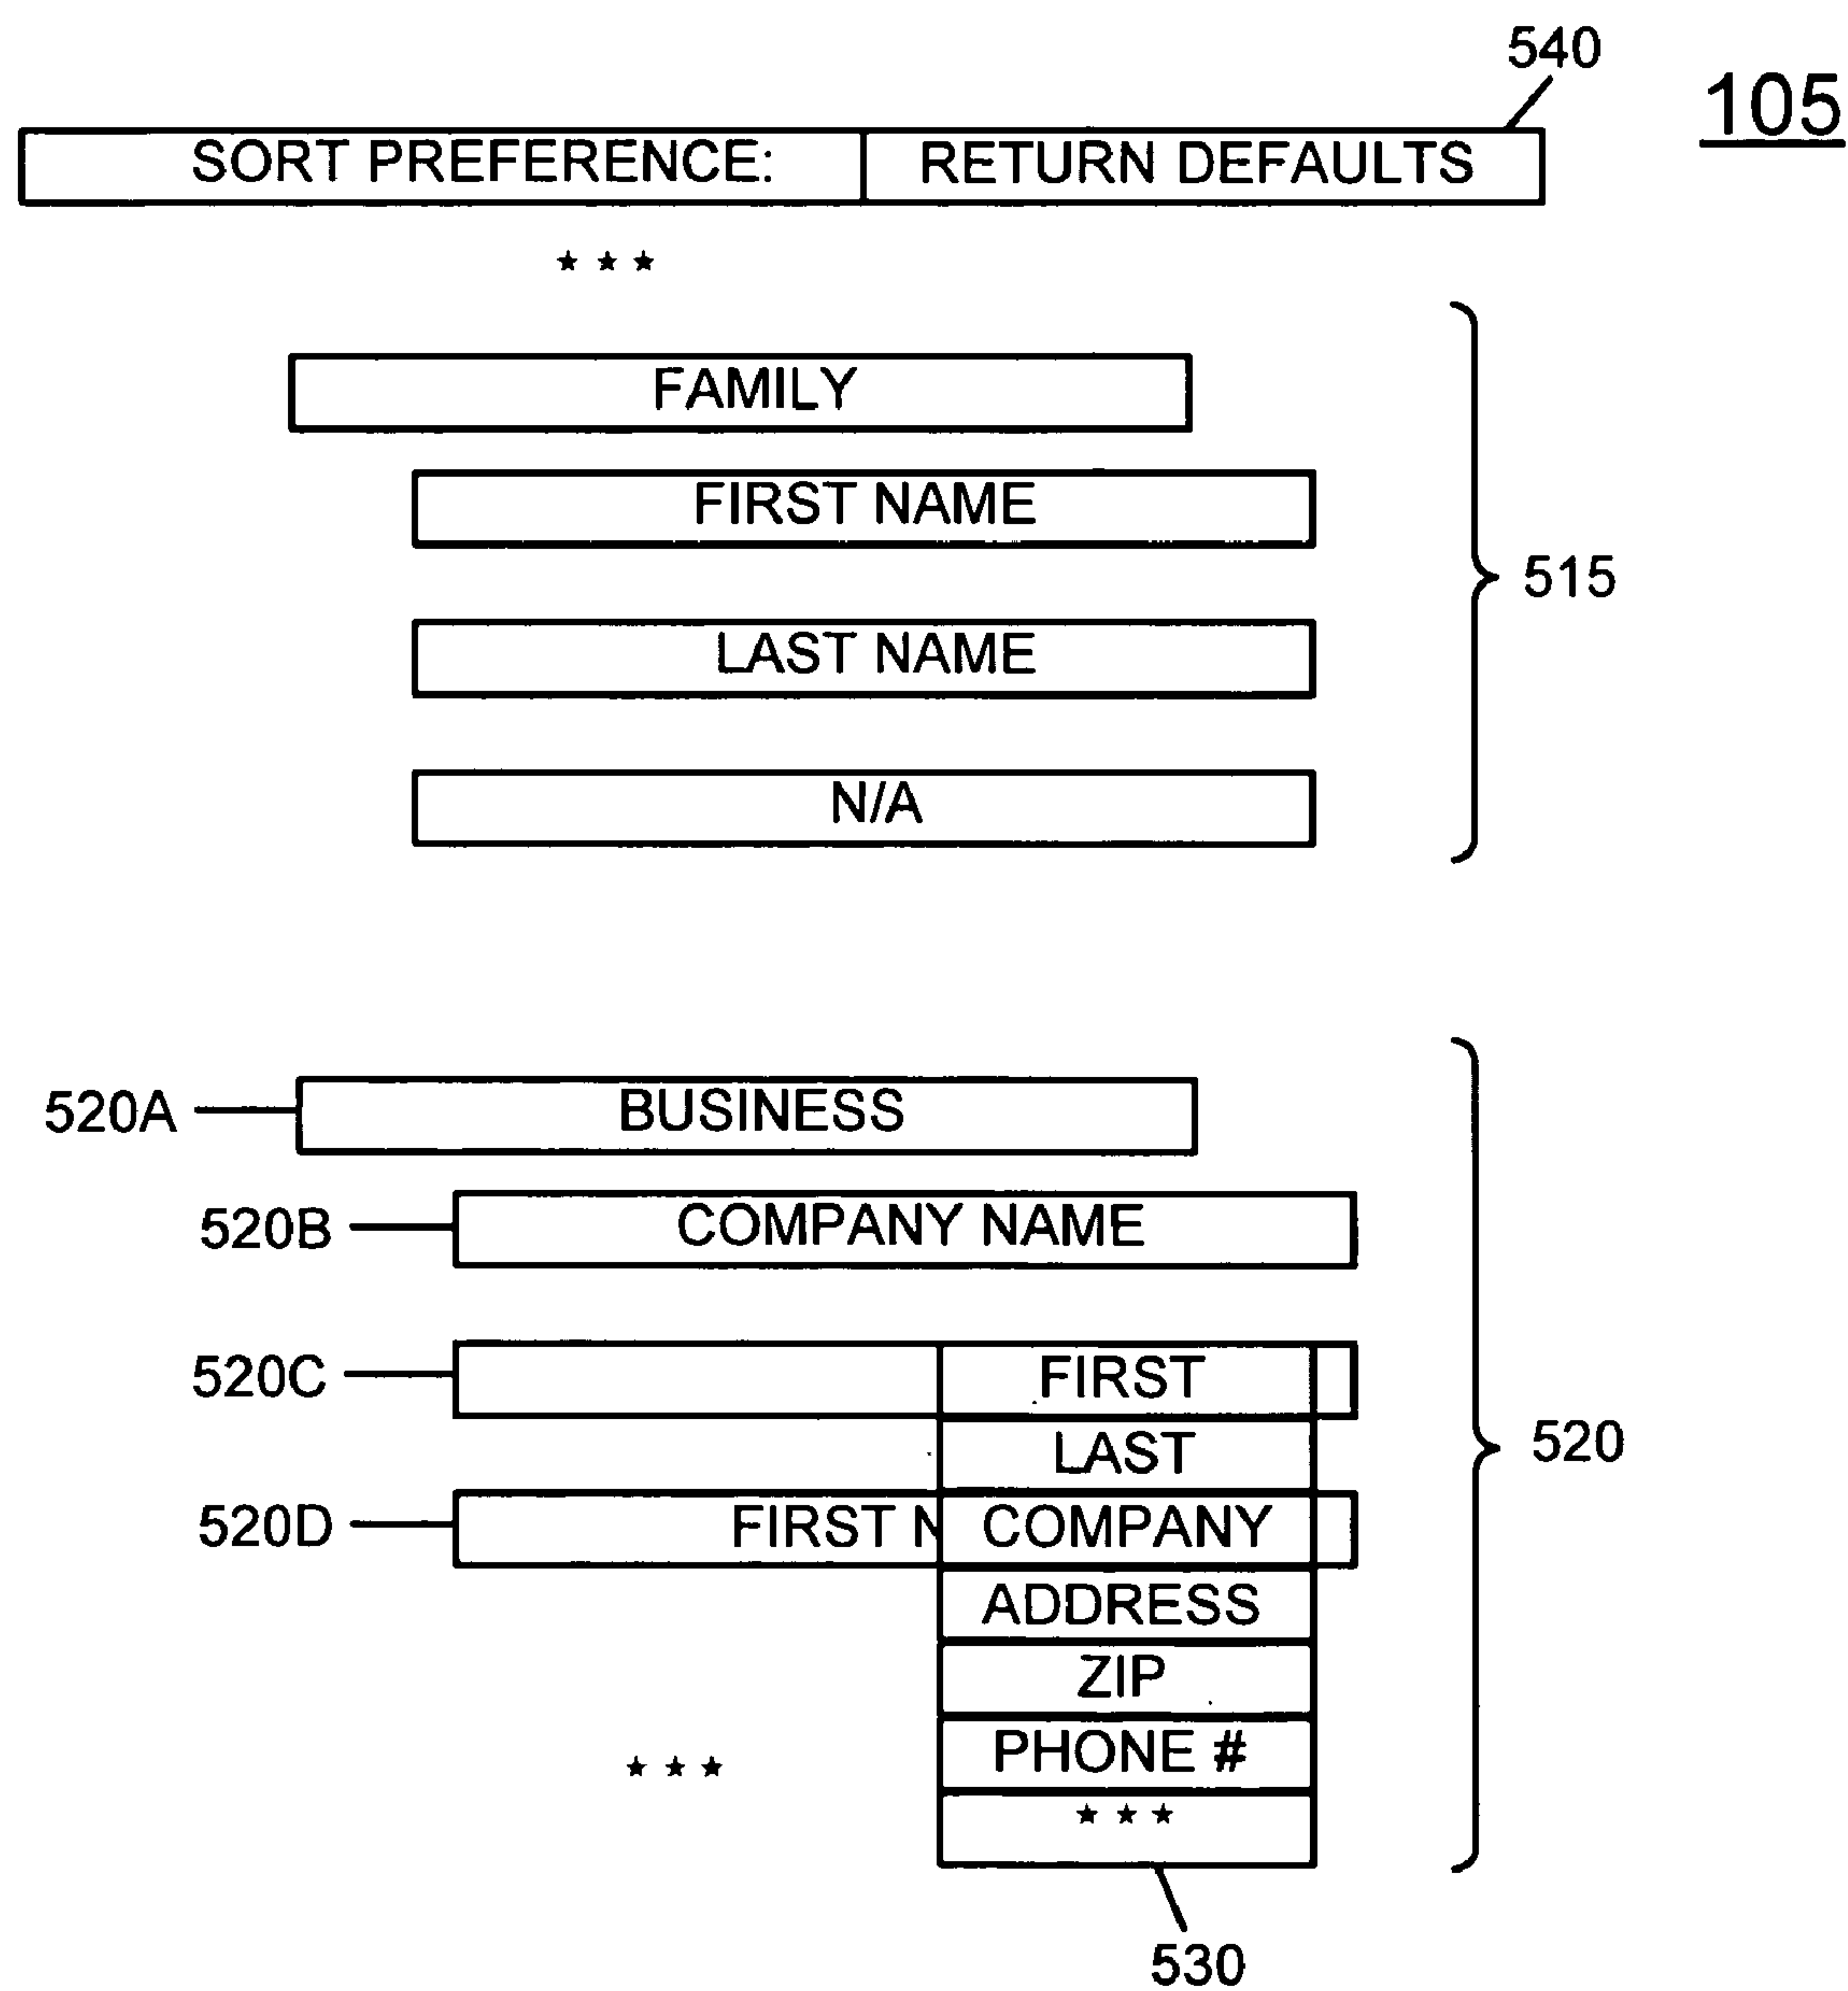 540
105
SORT PREFERENCE: RETURN DEFAULTS
★ ★ ★
FAMILY
FIRST NAME
515
LAST NAME
N/A
520A BUSINESS
520B COMPANY NAME
520C FIRST
LAST
520
520D FIRST N COMPANY
ADDRESS
ZIP
PHONE #
★ ★ ★
★ ★ ★
530